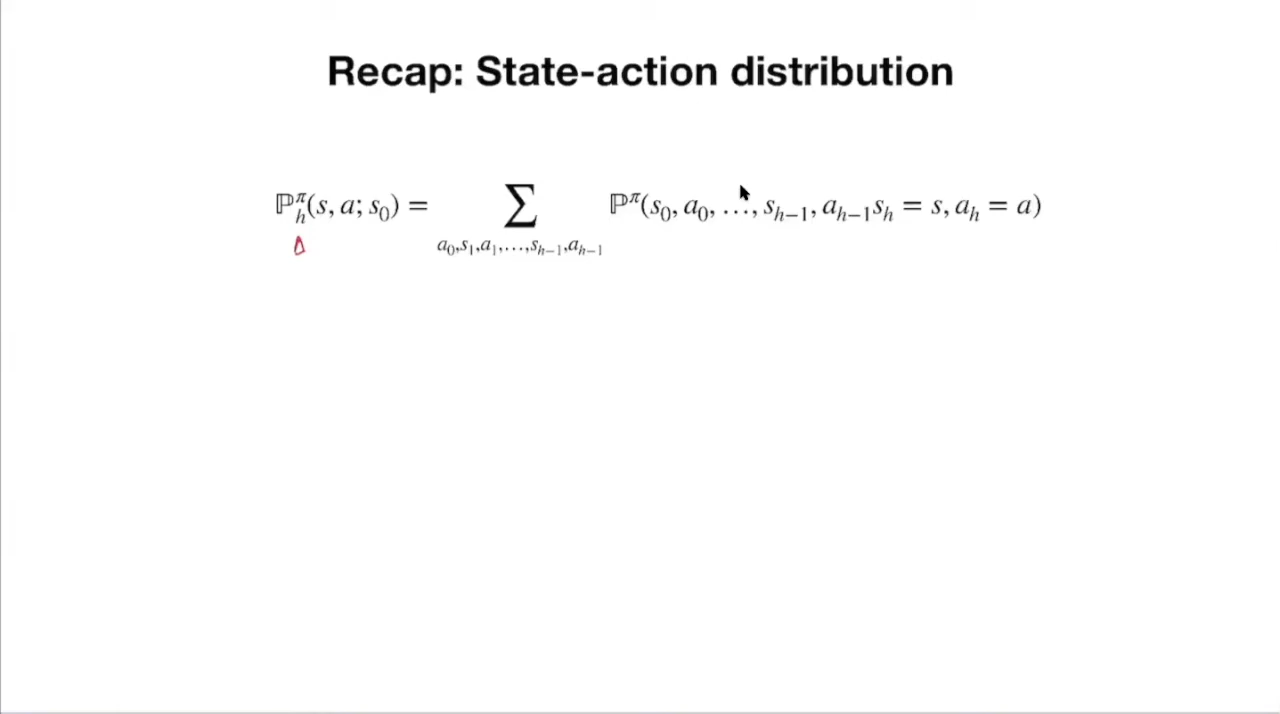 Recap: State-action distribution
ℙ^π_h(s, a; s_0) = ∑_{a_0,s_1,a_1,…,s_{h−1},a_{h−1}} ℙ^π(s_0, a_0, …, s_{h−1}, a_{h−1}s_h = s, a_h = a)